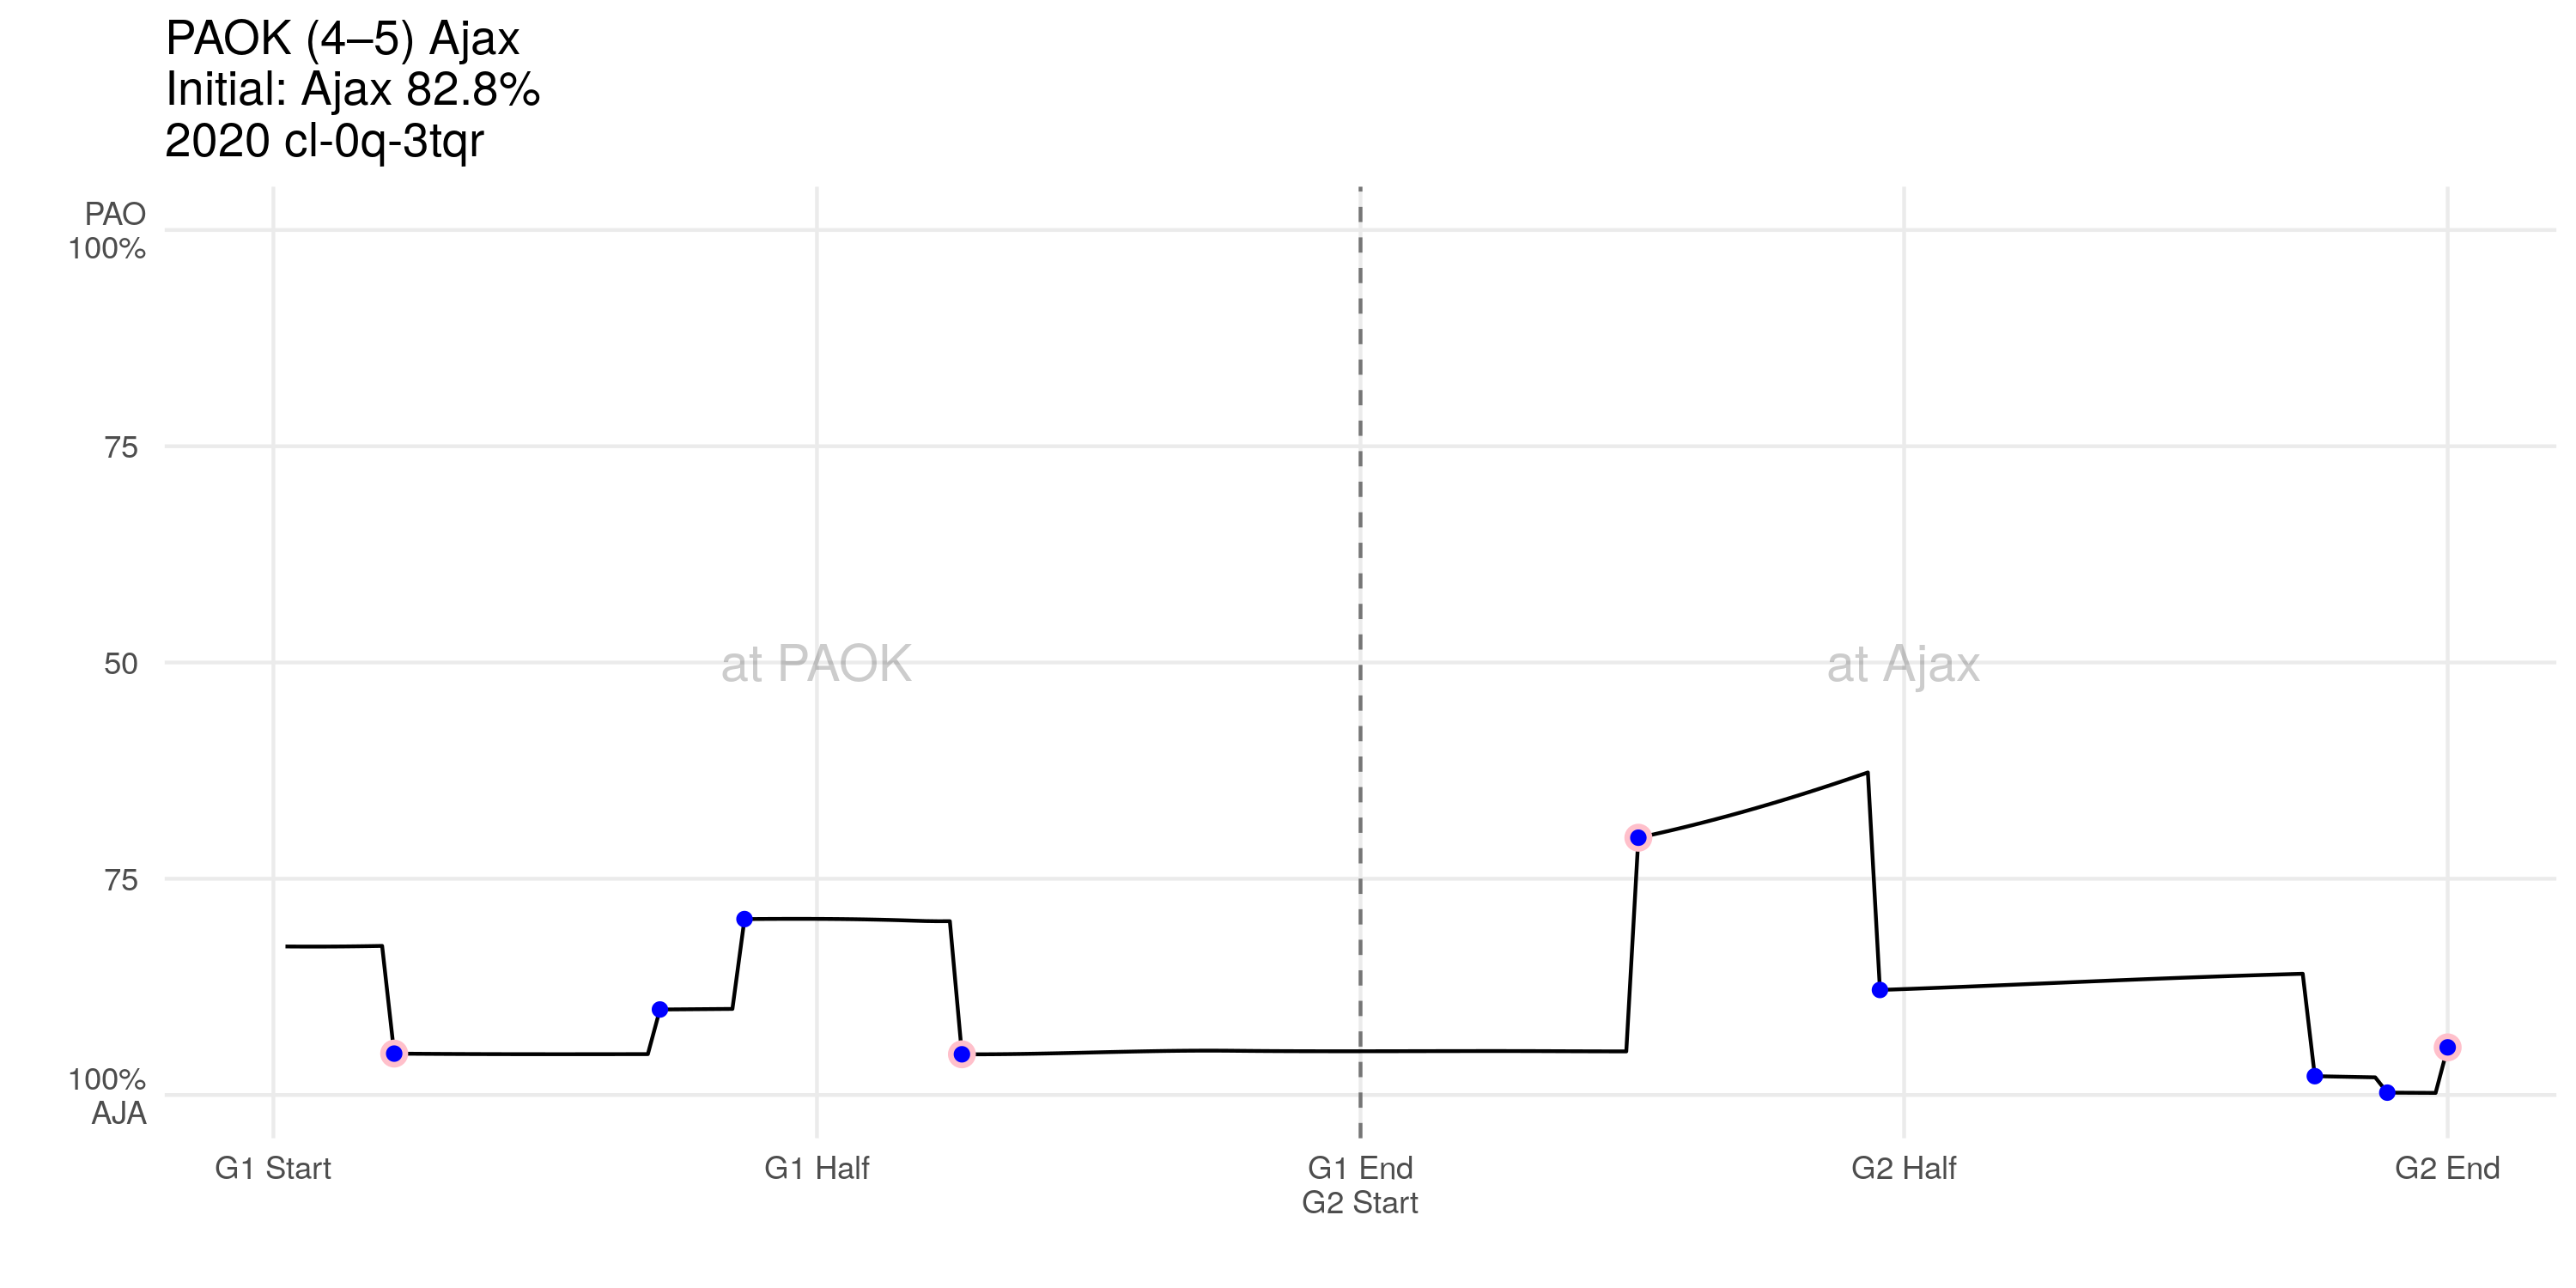 PAOK (4–5) Ajax
Initial: Ajax 82.8%
2020 cl-0q-3tqr
PAO
100%
75
50
75
100%
AJA
at PAOK
at Ajax
G1 Start
G1 Half
G1 End
G2 Start
G2 Half
G2 End